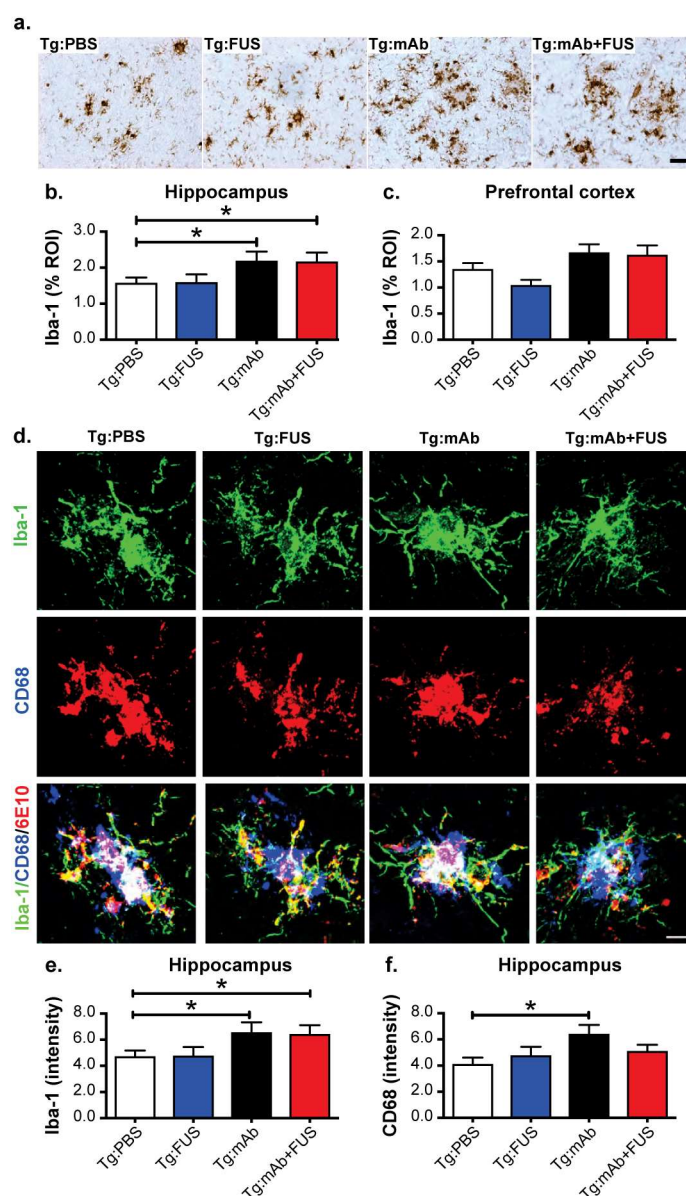 a.
Tg:PBS
Tg:FUS
Tg:mAb
Tg:mAb+FUS
b.
Hippocampus
*
*
Iba-1 (% ROI)
3.0
2.0
1.0
0.0
Tg:PBS
Tg:FUS
Tg:mAb
Tg:mAb+FUS
c.
Prefrontal cortex
Iba-1 (% ROI)
2.0
1.5
1.0
0.5
0.0
Tg:PBS
Tg:FUS
Tg:mAb
Tg:mAb+FUS
d.
Tg:PBS
Tg:FUS
Tg:mAb
Tg:mAb+FUS
Iba-1
CD68
Iba-1/CD68/6E10
e.
Hippocampus
*
*
Iba-1 (intensity)
8.0
6.0
4.0
2.0
0.0
Tg:PBS
Tg:FUS
Tg:mAb
Tg:mAb+FUS
f.
Hippocampus
*
CD68 (intensity)
8.0
6.0
4.0
2.0
0.0
Tg:PBS
Tg:FUS
Tg:mAb
Tg:mAb+FUS